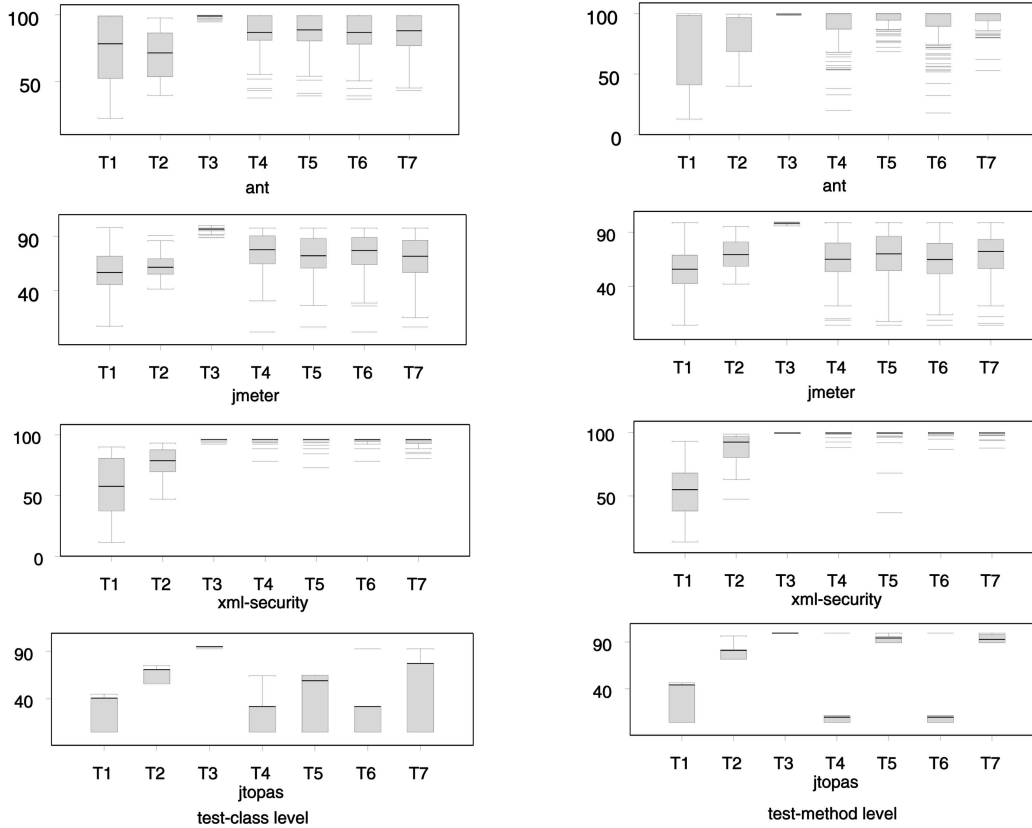 100
50
T1 T2 T3 T4 T5 T6 T7
ant
90
40
T1 T2 T3 T4 T5 T6 T7
jmeter
100
50
0
T1 T2 T3 T4 T5 T6 T7
xml-security
90
40
T1 T2 T3 T4 T5 T6 T7
jtopas
test-class level
100
50
0
T1 T2 T3 T4 T5 T6 T7
ant
90
40
T1 T2 T3 T4 T5 T6 T7
jmeter
100
50
T1 T2 T3 T4 T5 T6 T7
xml-security
90
40
T1 T2 T3 T4 T5 T6 T7
jtopas
test-method level